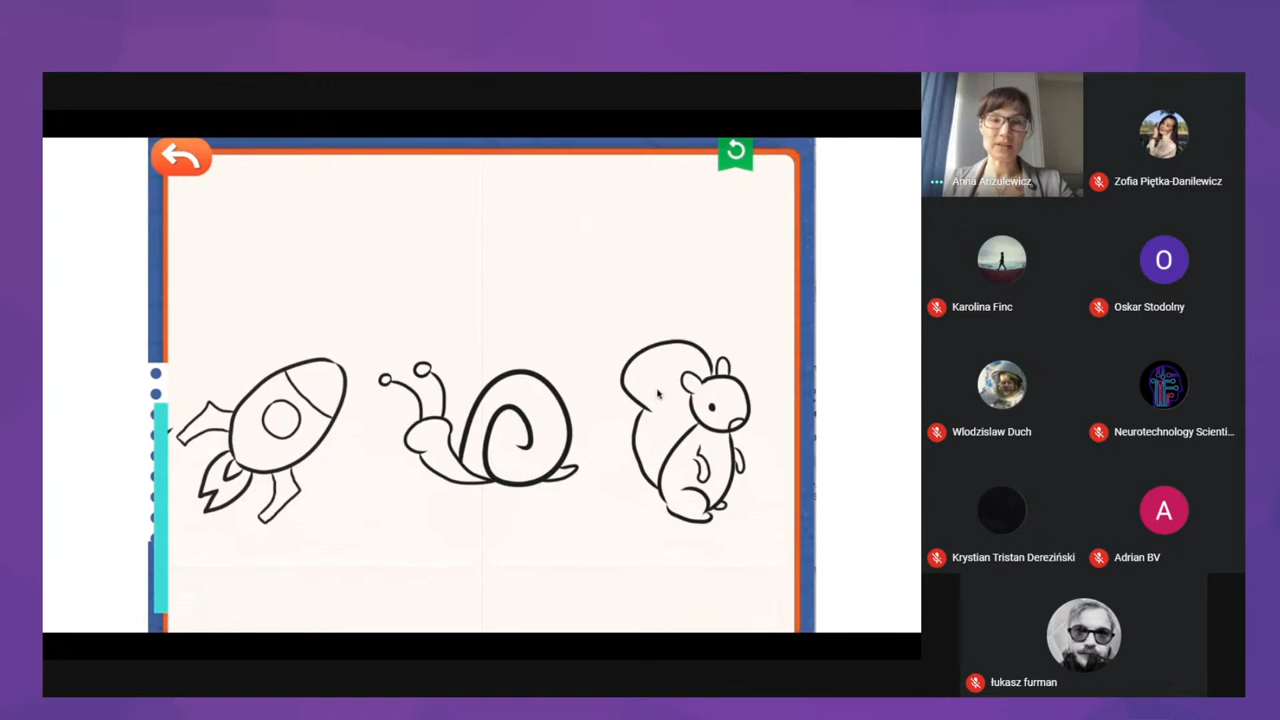 Anna Anzulewicz
Zofia Piętka-Danilewicz
Karolina Finc
O
Oskar Stodolny
Wlodzislaw Duch
Neurotechnology Scienti...
Krystian Tristan Dereziński
A
Adrian BV
łukasz furman